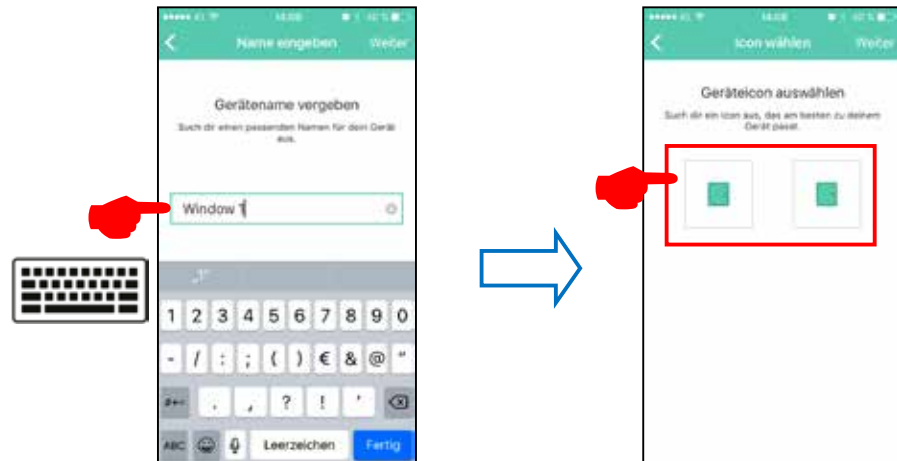 Name eingeben Weiter
Gerätename vergeben
Such dir einen passenden Namen für dein Gerät
aus.
Window 1
„1“
1 2 3 4 5 6 7 8 9 0
- / : ; ( ) € & @ "
#+= . , ? ! '
ABC Leerzeichen Fertig
Icon wählen Weiter
Geräteicon auswählen
Such dir ein Icon aus, das am besten zu deinem
Gerät passt.